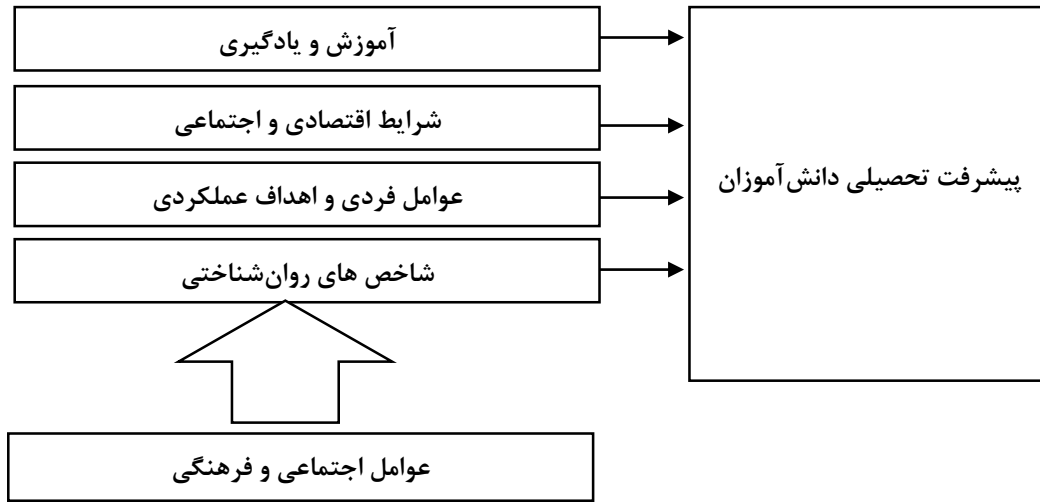 آموزش و یادگیری
شرایط اقتصادی و اجتماعی
عوامل فردی و اهداف عملکردی
شاخص های روان‌شناختی
پیشرفت تحصیلی دانش‌آموزان
عوامل اجتماعی و فرهنگی